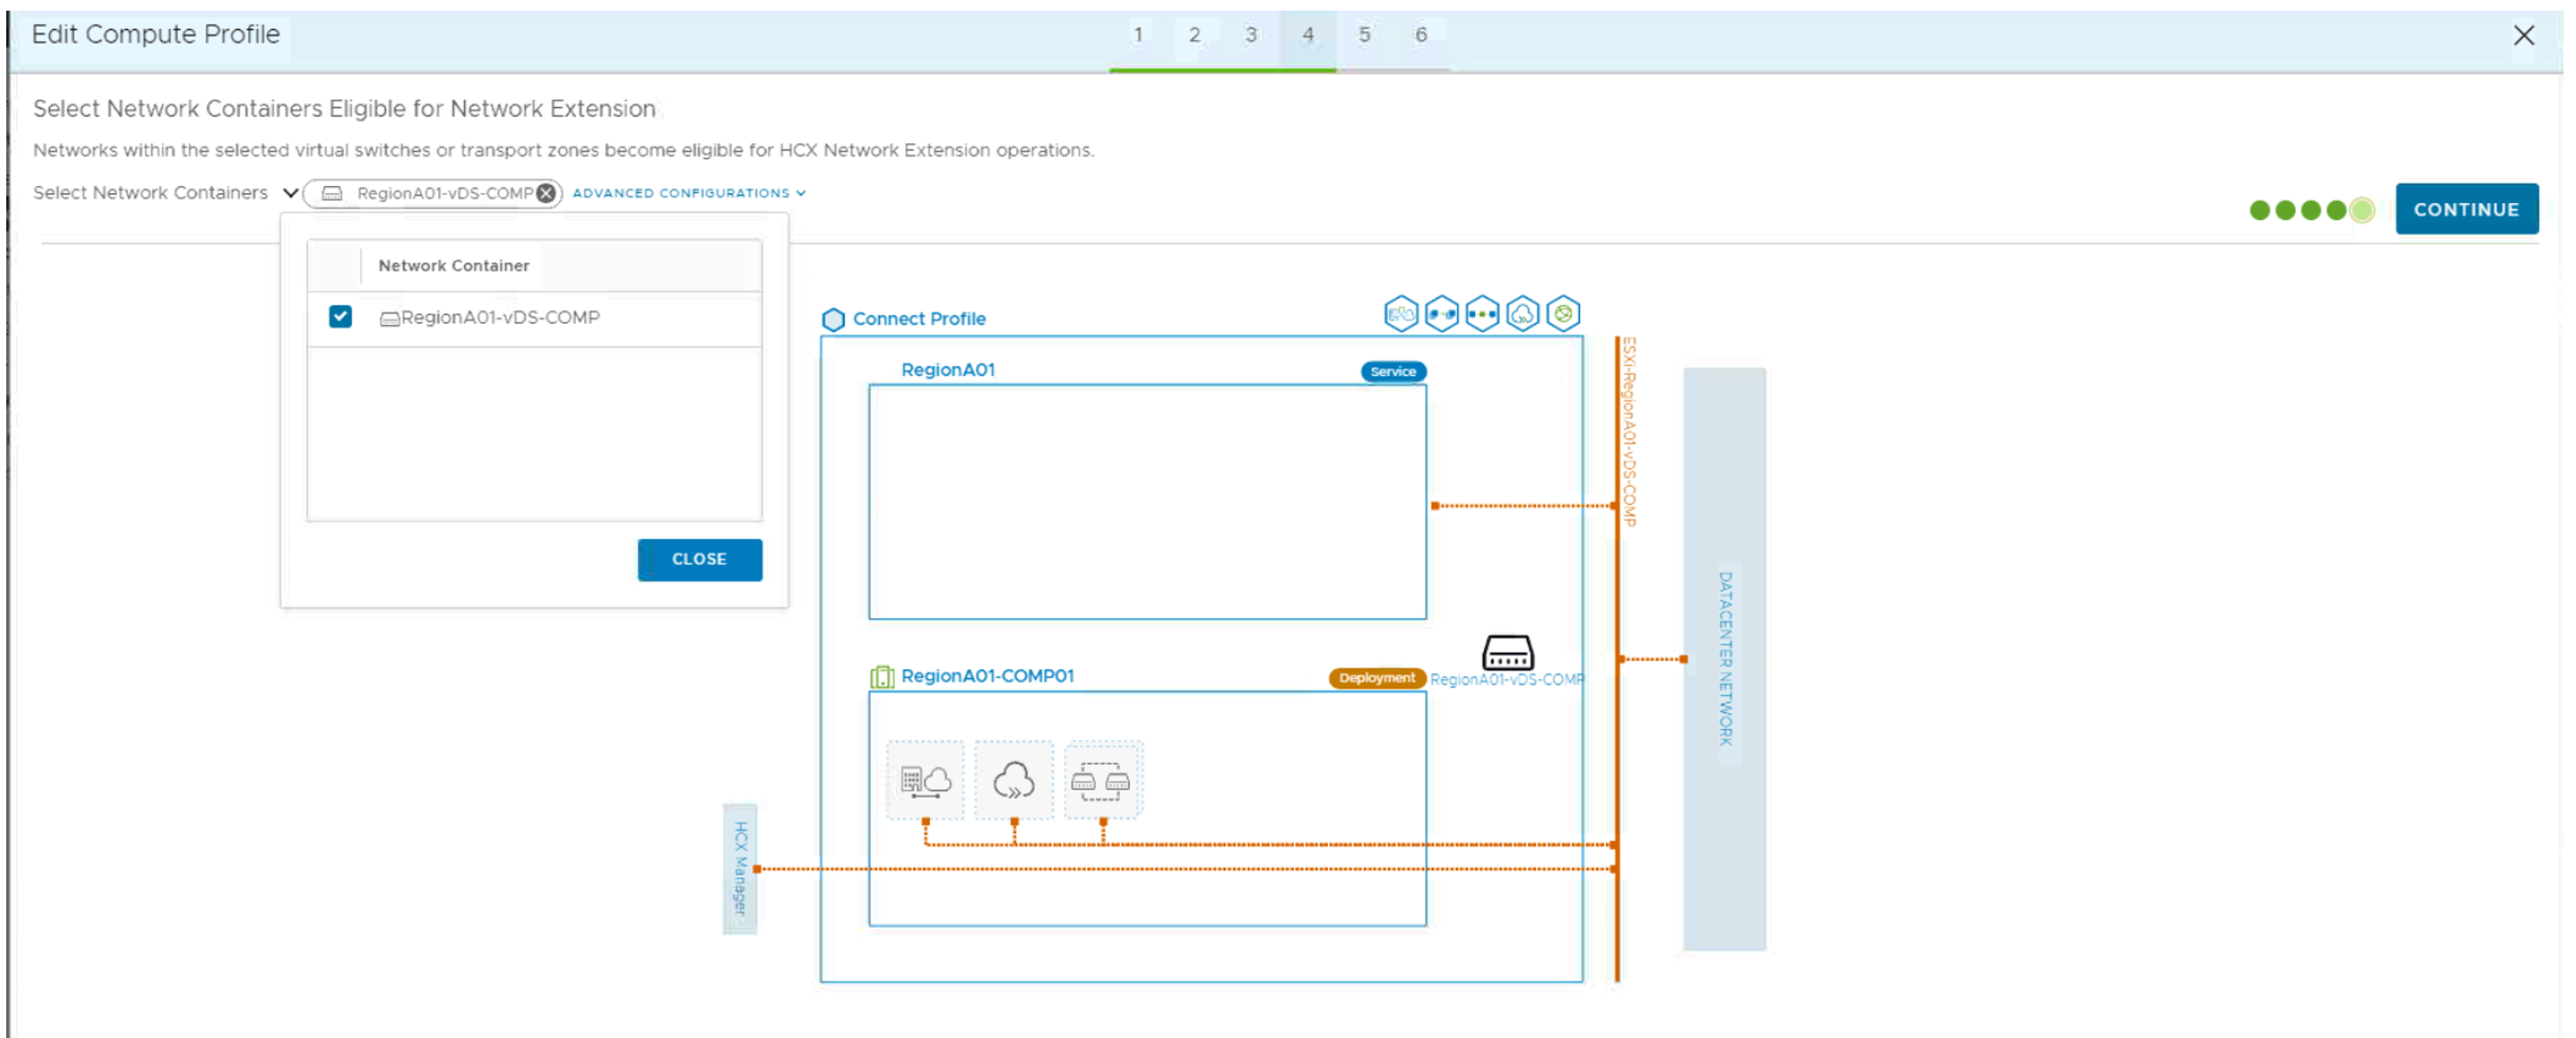 Edit Compute Profile
1 2 3 4 5 6
Select Network Containers Eligible for Network Extension
Networks within the selected virtual switches or transport zones become eligible for HCX Network Extension operations.
Select Network Containers RegionA01-vDS-COMP ADVANCED CONFIGURATIONS
CONTINUE
Network Container
RegionA01-vDS-COMP
CLOSE
Connect Profile
RegionA01
Service
ESXi-RegionA01-vDS-COMP
DATACENTER NETWORK
RegionA01-COMP01
Deployment
RegionA01-vDS-COMP
HCX Manager